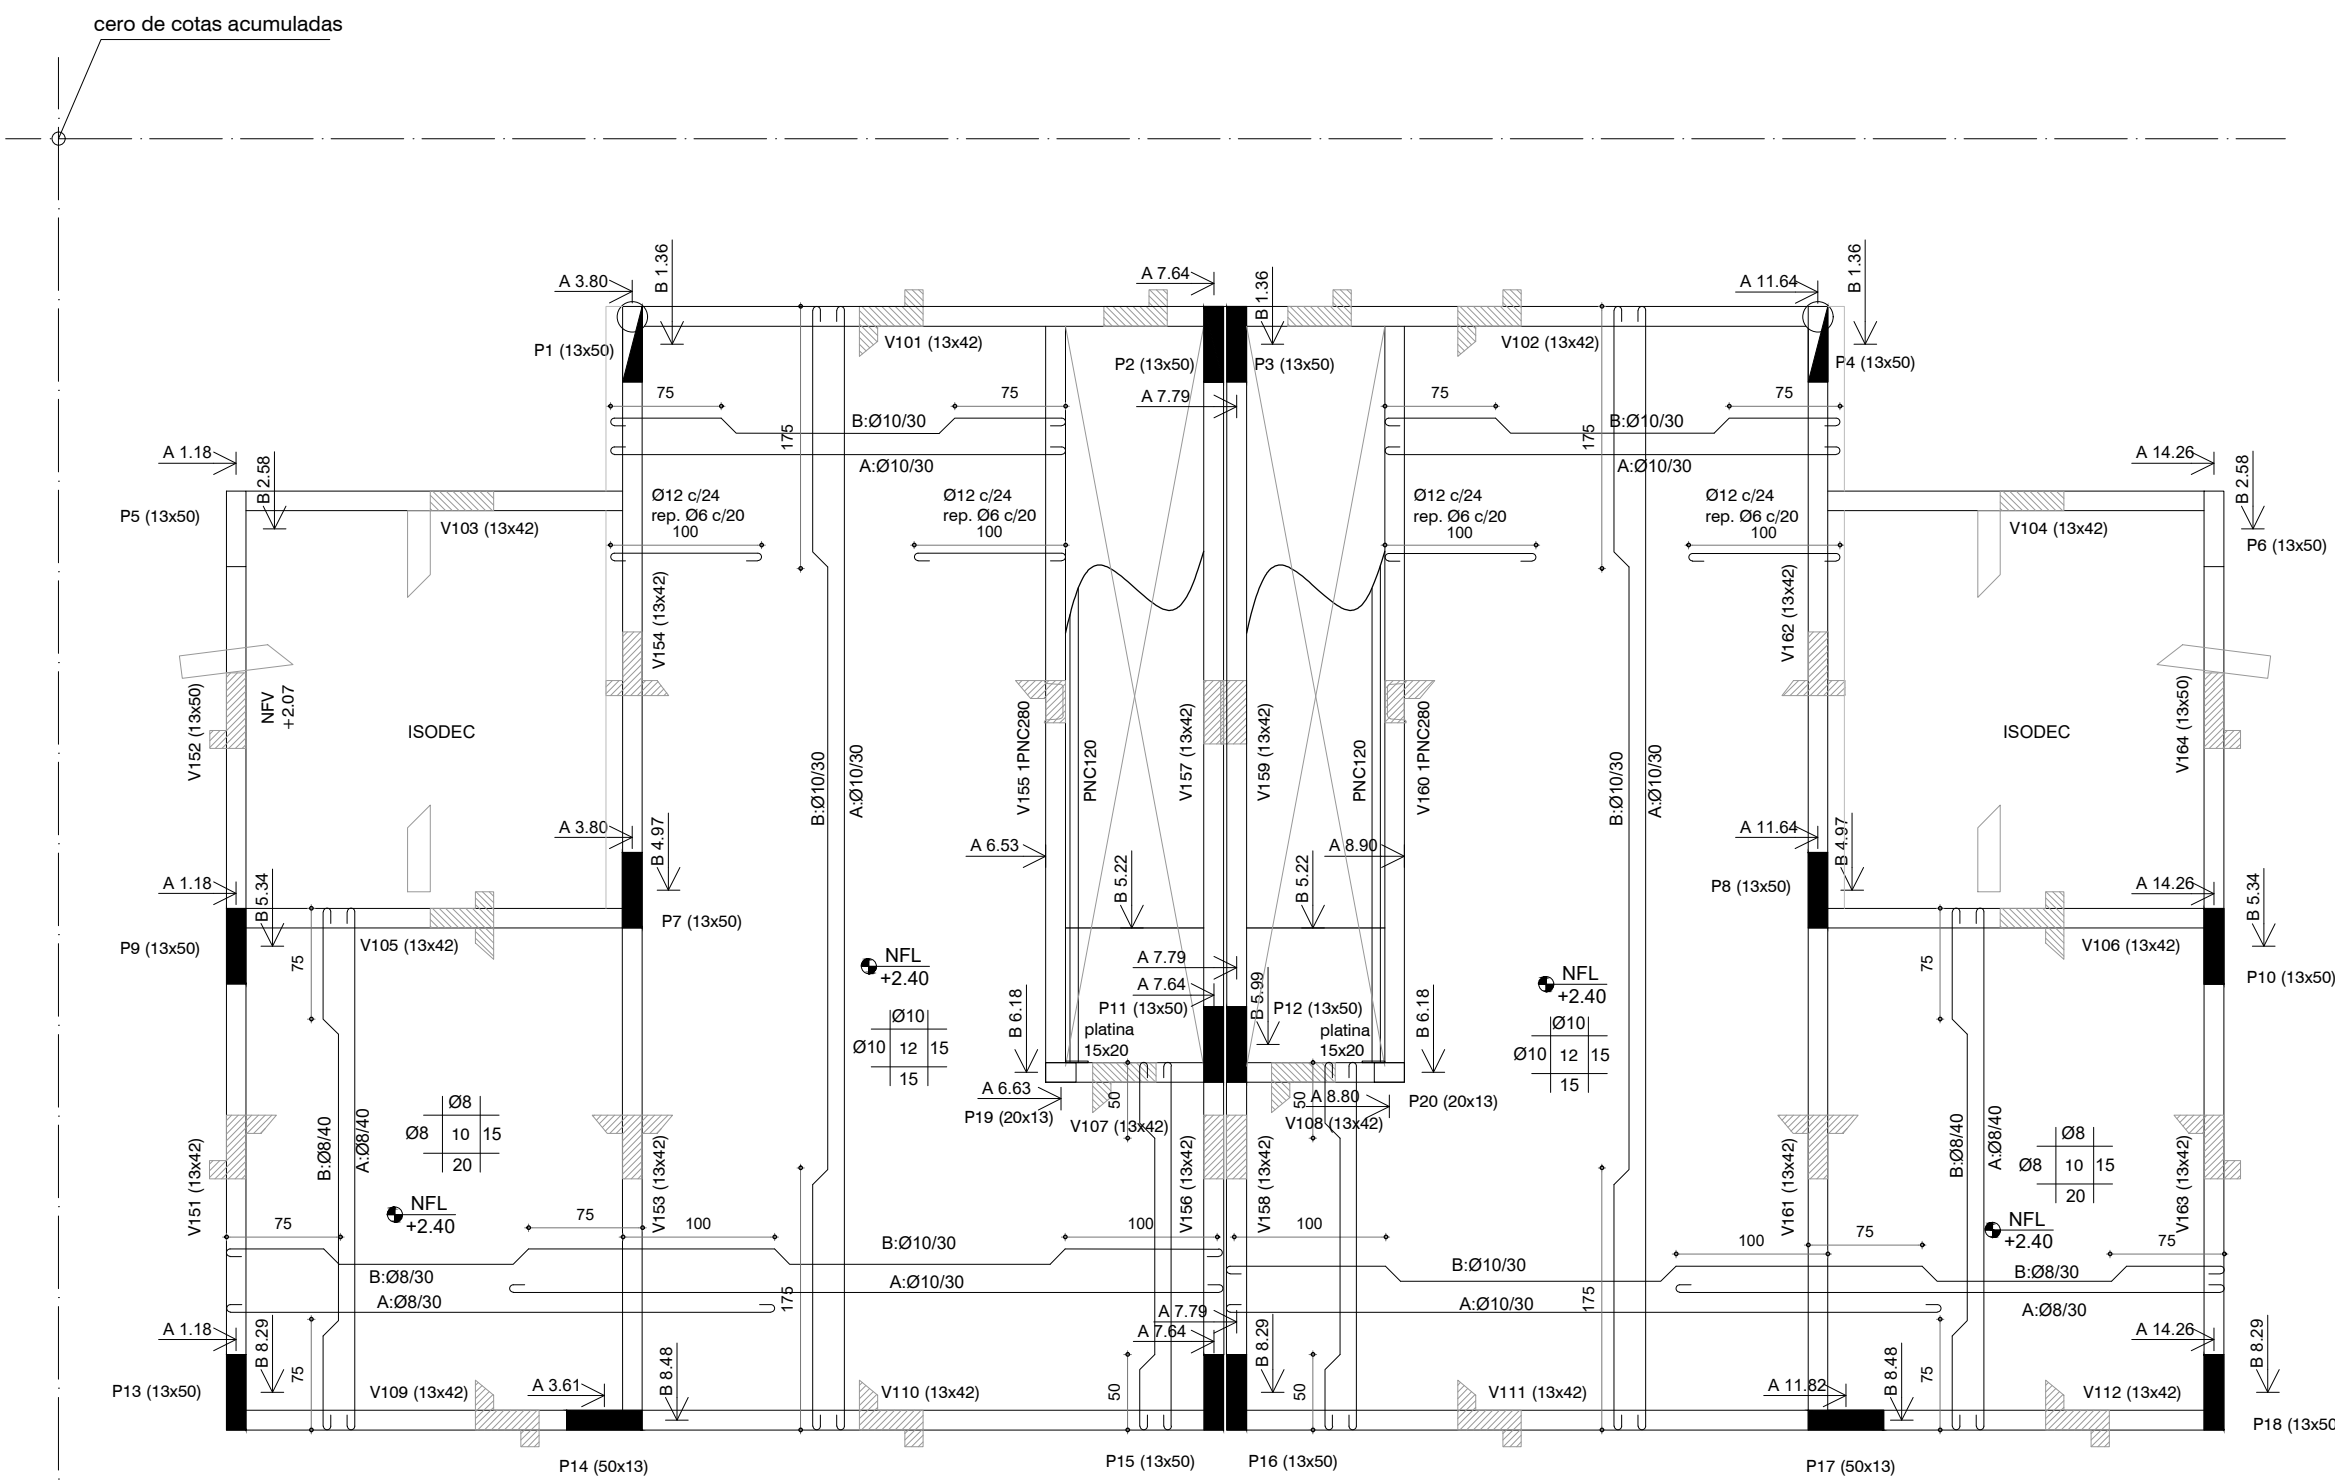 cero de cotas acumuladas
A 3.80
B 1.36
A 7.64
B 1.36
A 11.64
B 1.36
P1 (13x50)
V101 (13x42)
P2 (13x50)
P3 (13x50)
V102 (13x42)
P4 (13x50)
75
75
A 7.79
75
75
B:Ø10/30
175
A:Ø10/30
B:Ø10/30
175
A:Ø10/30
A 1.18
B 2.58
A 14.26
B 2.58
P5 (13x50)
V103 (13x42)
Ø12 c/24
rep. Ø6 c/20
100
Ø12 c/24
rep. Ø6 c/20
100
Ø12 c/24
rep. Ø6 c/20
100
Ø12 c/24
rep. Ø6 c/20
100
V104 (13x42)
P6 (13x50)
V154 (13x42)
V162 (13x42)
V152 (13x50)
NFV
+2.07
ISODEC
B:Ø10/30
A:Ø10/30
V155 1PNC280
PNC120
V157 (13x42)
V159 (13x42)
PNC120
V160 1PNC280
B:Ø10/30
A:Ø10/30
ISODEC
V164 (13x50)
A 3.80
B 4.97
A 6.53
B 5.22
B 5.22
A 8.90
A 11.64
B 4.97
A 1.18
B 5.34
P7 (13x50)
P8 (13x50)
A 14.26
B 5.34
P9 (13x50)
V105 (13x42)
75
V106 (13x42)
75
P10 (13x50)
NFL
+2.40
A 7.79
A 7.64
P11 (13x50)
B 5.99
P12 (13x50)
NFL
+2.40
B 6.18
platina
15x20
platina
15x20
B 6.18
Ø10
Ø10 12 15
15
Ø10
Ø10 12 15
15
A 6.63
P19 (20x13)
50
V107 (13x42)
50
A 8.80
V108 (13x42)
P20 (20x13)
Ø8
Ø8 10 15
20
Ø8
Ø8 10 15
20
V151 (13x42)
B:Ø8/40
A:Ø8/40
V153 (13x42)
V156 (13x42)
V158 (13x42)
V161 (13x42)
B:Ø8/40
A:Ø8/40
V163 (13x42)
NFL
+2.40
NFL
+2.40
75
75
100
100
100
100
75
75
B:Ø8/30
A:Ø8/30
B:Ø10/30
A:Ø10/30
175
B:Ø10/30
A:Ø10/30
175
B:Ø8/30
A:Ø8/30
A 1.18
B 8.29
75
A 7.79
A 7.64
B 8.29
A 14.26
B 8.29
P13 (13x50)
V109 (13x42)
A 3.61
B 8.48
V110 (13x42)
50
50
V111 (13x42)
A 11.82
B 8.48
75
V112 (13x42)
P18 (13x50
P14 (50x13)
P15 (13x50)
P16 (13x50)
P17 (50x13)